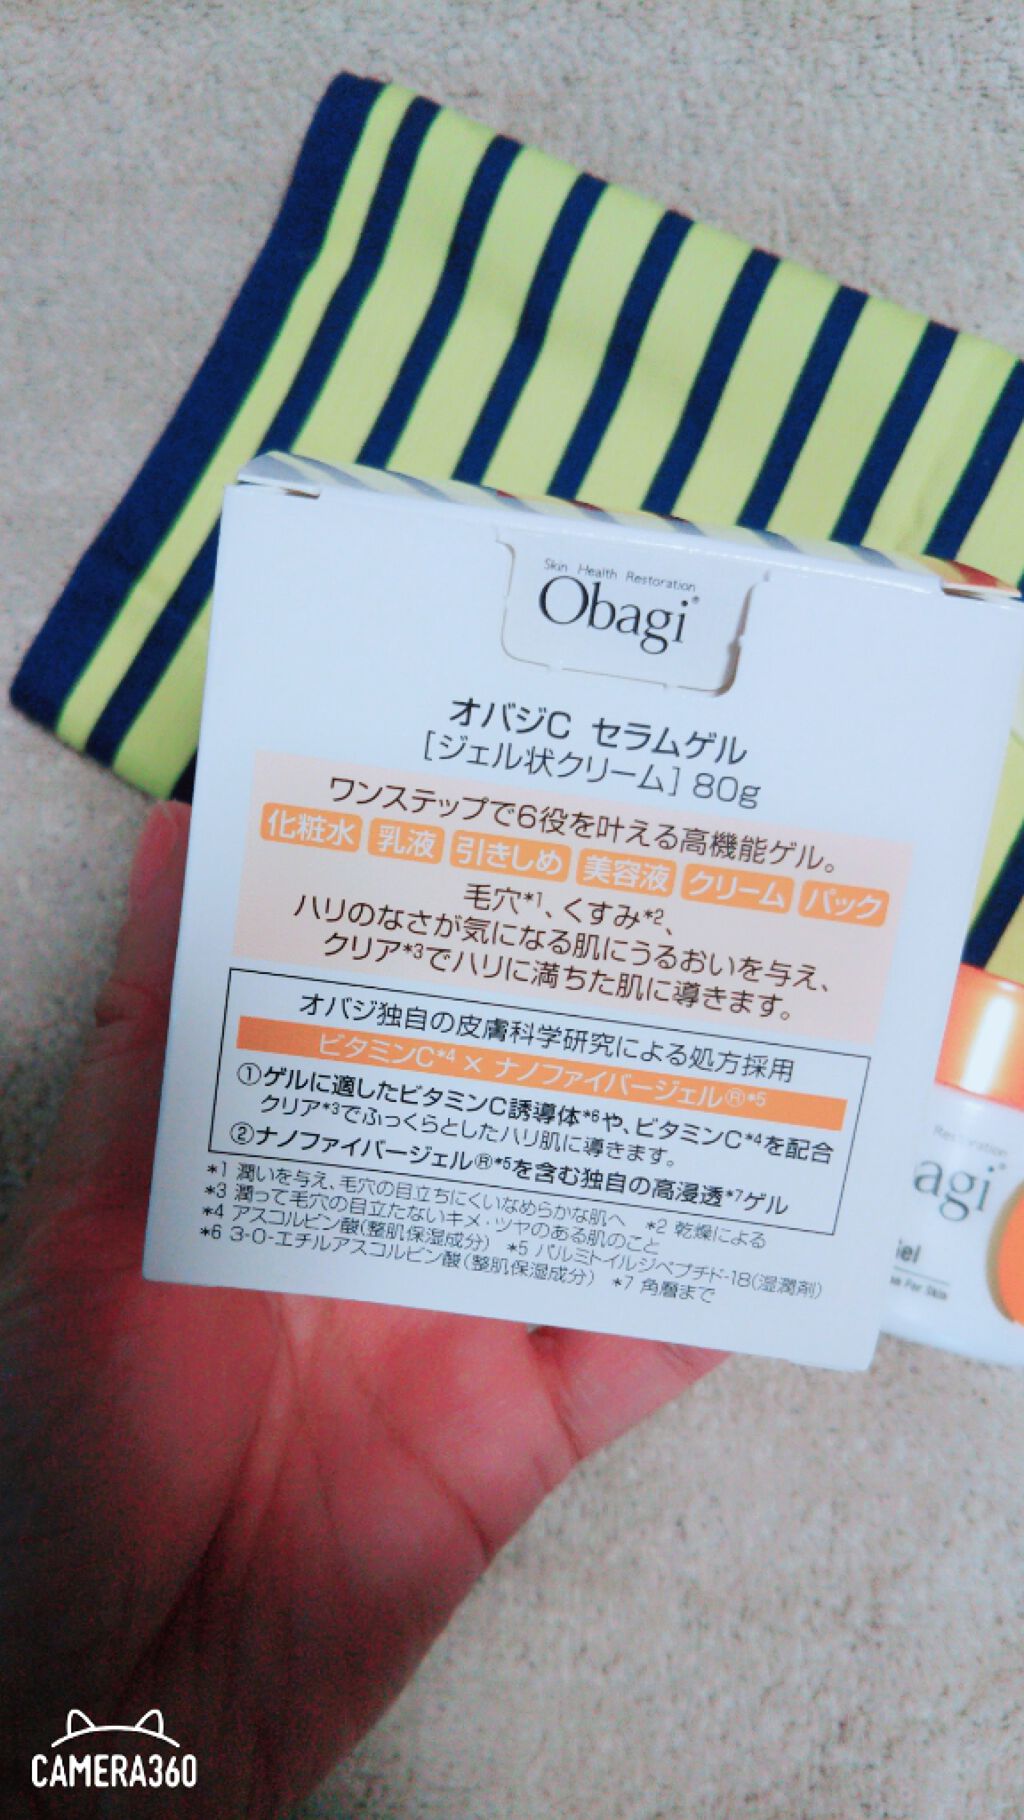 Skin Health Restoration
Obagi®
オバジC セラムゲル
[ジェル状クリーム] 80g
ワンステップで6役を叶える高機能ゲル。
化粧水 乳液 引きしめ 美容液 クリーム パック
毛穴*1、くすみ*2、
ハリのなさが気になる肌にうるおいを与え、
クリア*3でハリに満ちた肌に導きます。
オバジ独自の皮膚科学研究による処方採用
ビタミンC*4 × ナノファイバージェル®*5
①ゲルに適したビタミンC誘導体*6や、ビタミンC*4を配合
クリア*3でふっくらとしたハリ肌に導きます。
②ナノファイバージェル®*5を含む独自の高浸透*7ゲル
*1 潤いを与え、毛穴の目立ちにくいなめらかな肌へ *2 乾燥による
*3 潤って毛穴の目立たないキメ・ツヤのある肌のこと
*4 アスコルビン酸(整肌保湿成分) *5 パルミトイルジペプチド-18(湿潤剤)
*6 3-O-エチルアスコルビン酸(整肌保湿成分) *7 角層まで
Restoration
agi®
Gel
For Skin
CAMERA360